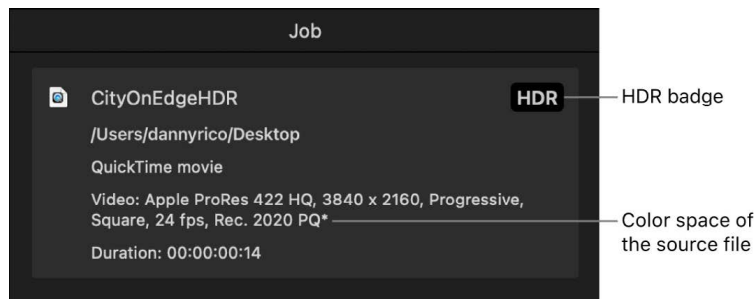 Job
CityOnEdgeHDR
HDR
HDR badge
/Users/dannyrico/Desktop
QuickTime movie
Video: Apple ProRes 422 HQ, 3840 x 2160, Progressive,
Square, 24 fps, Rec. 2020 PQ*
Color space of
the source file
Duration: 00:00:00:14